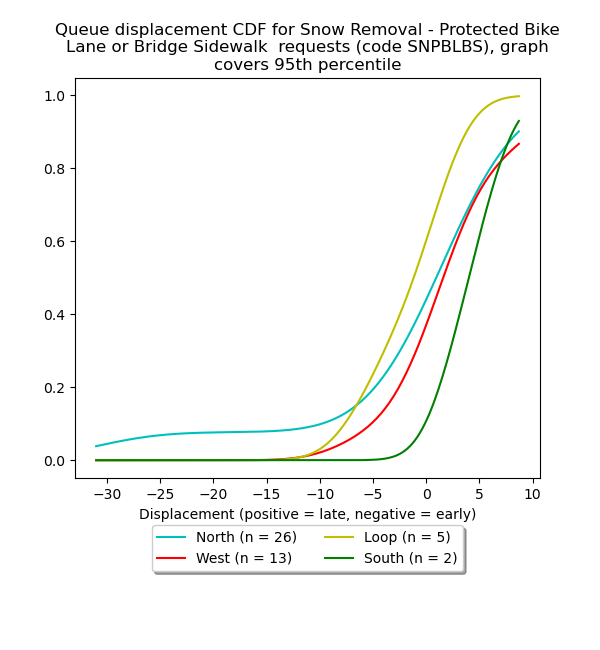 Queue displacement CDF for Snow Removal - Protected Bike
Lane or Bridge Sidewalk  requests (code SNPBLBS), graph
covers 95th percentile
1.0
0.8
0.6
0.4
0.2
0.0
−30 −25 −20 −15 −10 −5 0 5 10
Displacement (positive = late, negative = early)
North (n = 26) Loop (n = 5)
West (n = 13) South (n = 2)